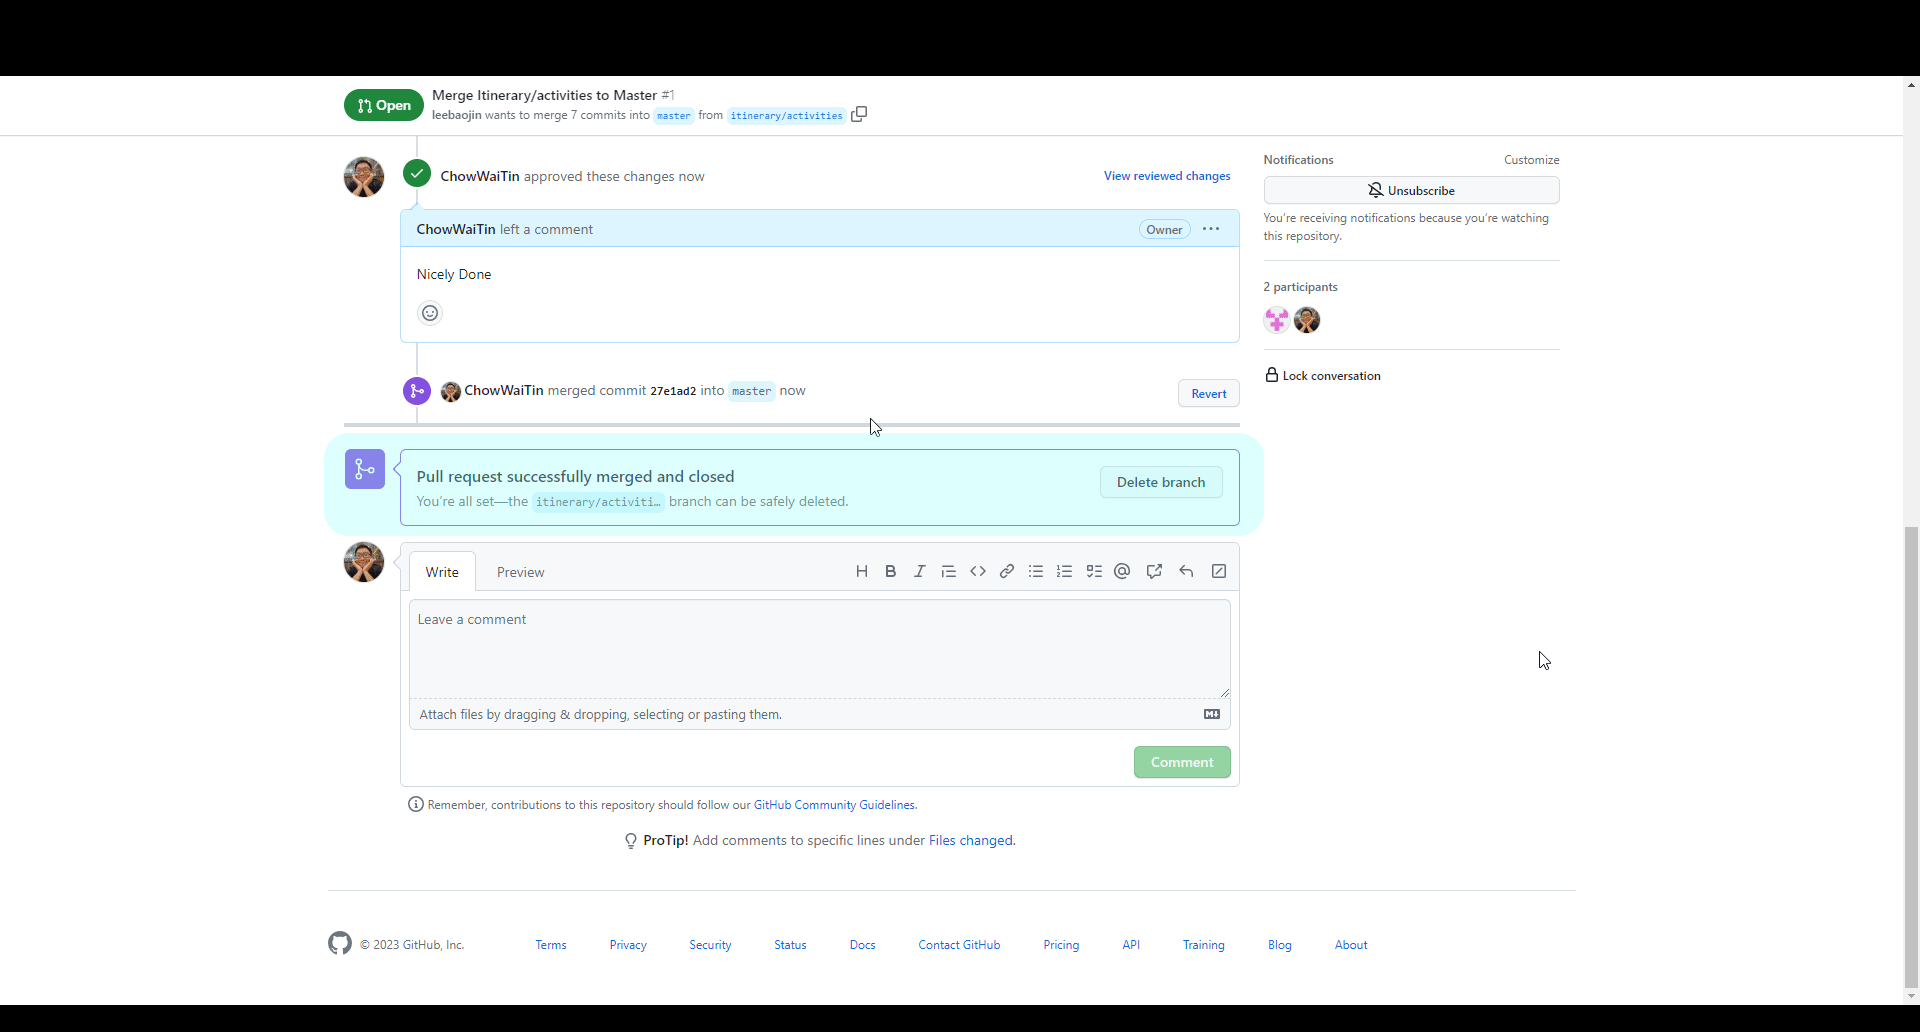 Open
Merge Itinerary/activities to Master #1
leebaojin wants to merge 7 commits into master from itinerary/activities
ChowWaiTin approved these changes now
View reviewed changes
ChowWaiTin left a comment
Owner
Nicely Done
ChowWaiTin merged commit 27e1ad2 into master now
Revert
Pull request successfully merged and closed
You're all set—the itinerary/activiti… branch can be safely deleted.
Delete branch
Write
Preview
Leave a comment
Attach files by dragging & dropping, selecting or pasting them.
Comment
Remember, contributions to this repository should follow our GitHub Community Guidelines.
ProTip! Add comments to specific lines under Files changed.
Notifications
Customize
Unsubscribe
You're receiving notifications because you're watching
this repository.
2 participants
Lock conversation
© 2023 GitHub, Inc.
Terms
Privacy
Security
Status
Docs
Contact GitHub
Pricing
API
Training
Blog
About